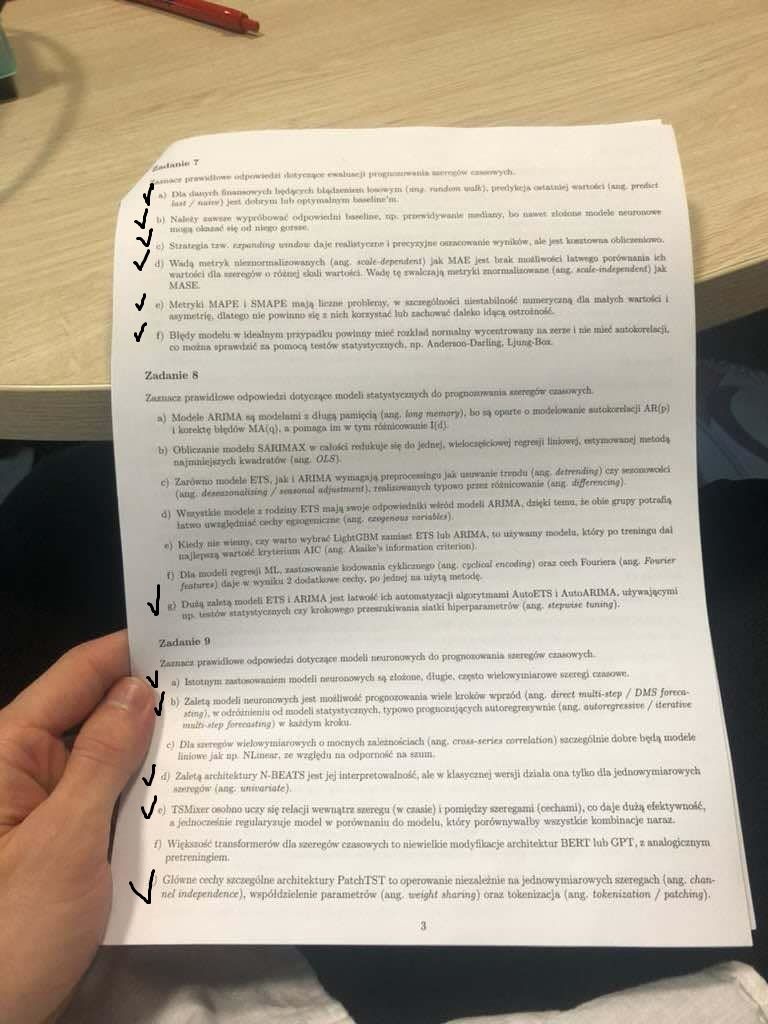 Zadanie 7
Zaznacz prawidłowe odpowiedzi dotyczące ewaluacji prognozowania szeregów czasowych.
a) Dla danych finansowych będących błądzeniem losowym (ang. random walk), predykcja ostatniej wartości (ang. predict
last / naive) jest dobrym lub optymalnym baseline'm.
b) Należy zawsze wypróbować odpowiedni baseline, np. przewidywanie mediany, bo nawet złożone modele neuronowe
mogą okazać się od niego gorsze.
c) Strategia tzw. expanding window daje realistyczne i precyzyjne oszacowanie wyników, ale jest kosztowna obliczeniowo.
d) Wadą metryk nieznormalizowanych (ang. scale-dependent) jak MAE jest brak możliwości łatwego porównania ich
wartości dla szeregów o różnej skali wartości. Wadę tę zwalczają metryki znormalizowane (ang. scale-independent) jak
MASE.
e) Metryki MAPE i SMAPE mają liczne problemy, w szczególności niestabilność numeryczną dla małych wartości i
asymetrię, dlatego nie powinno się z nich korzystać lub zachować daleko idącą ostrożność.
f) Błędy modelu w idealnym przypadku powinny mieć rozkład normalny wycentrowany na zerze i nie mieć autokorelacji,
co można sprawdzić za pomocą testów statystycznych, np. Anderson-Darling, Ljung-Box.
Zadanie 8
Zaznacz prawidłowe odpowiedzi dotyczące modeli statystycznych do prognozowania szeregów czasowych.
a) Modele ARIMA są modelami z długą pamięcią (ang. long memory), bo są oparte o modelowanie autokorelacji AR(p)
i korektę błędów MA(q), a pomaga im w tym różnicowanie I(d).
b) Obliczanie modelu SARIMAX w całości redukuje się do jednej, wieloczęściowej regresji liniowej, estymowanej metodą
najmniejszych kwadratów (ang. OLS).
c) Zarówno modele ETS, jak i ARIMA wymagają preprocessingu jak usuwanie trendu (ang. detrending) czy sezonowości
(ang. deseazonalizing / seasonal adjustment), realizowanych typowo przez różnicowanie (ang. differencing).
d) Wszystkie modele z rodziny ETS mają swoje odpowiedniki wśród modeli ARIMA, dzięki temu, że obie grupy potrafią
łatwo uwzględniać cechy egzogeniczne (ang. exogenous variables).
e) Kiedy nie wiemy, czy warto wybrać LightGBM zamiast ETS lub ARIMA, to używamy modelu, który po treningu dał
najlepszą wartość kryterium AIC (ang. Akaike's information criterion).
f) Dla modeli regresji ML, zastosowanie kodowania cyklicznego (ang. cyclical encoding) oraz cech Fouriera (ang. Fourier
features) daje w wyniku 2 dodatkowe cechy, po jednej na użytą metodę.
g) Dużą zaletą modeli ETS i ARIMA jest łatwość ich automatyzacji algorytmami AutoETS i AutoARIMA, używającymi
np. testów statystycznych czy krokowego przeszukiwania siatki hiperparametrów (ang. stepwise tuning).
Zadanie 9
Zaznacz prawidłowe odpowiedzi dotyczące modeli neuronowych do prognozowania szeregów czasowych.
a) Istotnym zastosowaniem modeli neuronowych są złożone, długie, często wielowymiarowe szeregi czasowe.
b) Zaletą modeli neuronowych jest możliwość prognozowania wiele kroków wprzód (ang. direct multi-step / DMS foreca-
sting), w odróżnieniu od modeli statystycznych, typowo prognozujących autoregresywnie (ang. autoregressive / iterative
multi-step forecasting) w każdym kroku.
c) Dla szeregów wielowymiarowych o mocnych zależnościach (ang. cross-series correlation) szczególnie dobre będą modele
liniowe jak np. NLinear, ze względu na odporność na szum.
d) Zaletą architektury N-BEATS jest jej interpretowalność, ale w klasycznej wersji działa ona tylko dla jednowymiarowych
szeregów (ang. univariate).
e) TSMixer osobno uczy się relacji wewnątrz szeregu (w czasie) i pomiędzy szeregami (cechami), co daje dużą efektywność,
a jednocześnie regularyzuje model w porównaniu do modelu, który porównywałby wszystkie kombinacje naraz.
f) Większość transformerów dla szeregów czasowych to niewielkie modyfikacje architektur BERT lub GPT, z analogicznym
pretreningiem.
) Główne cechy szczególne architektury PatchTST to operowanie niezależnie na jednowymiarowych szeregach (ang. chan-
nel independence), współdzielenie parametrów (ang. weight sharing) oraz tokenizacja (ang. tokenization / patching).
3